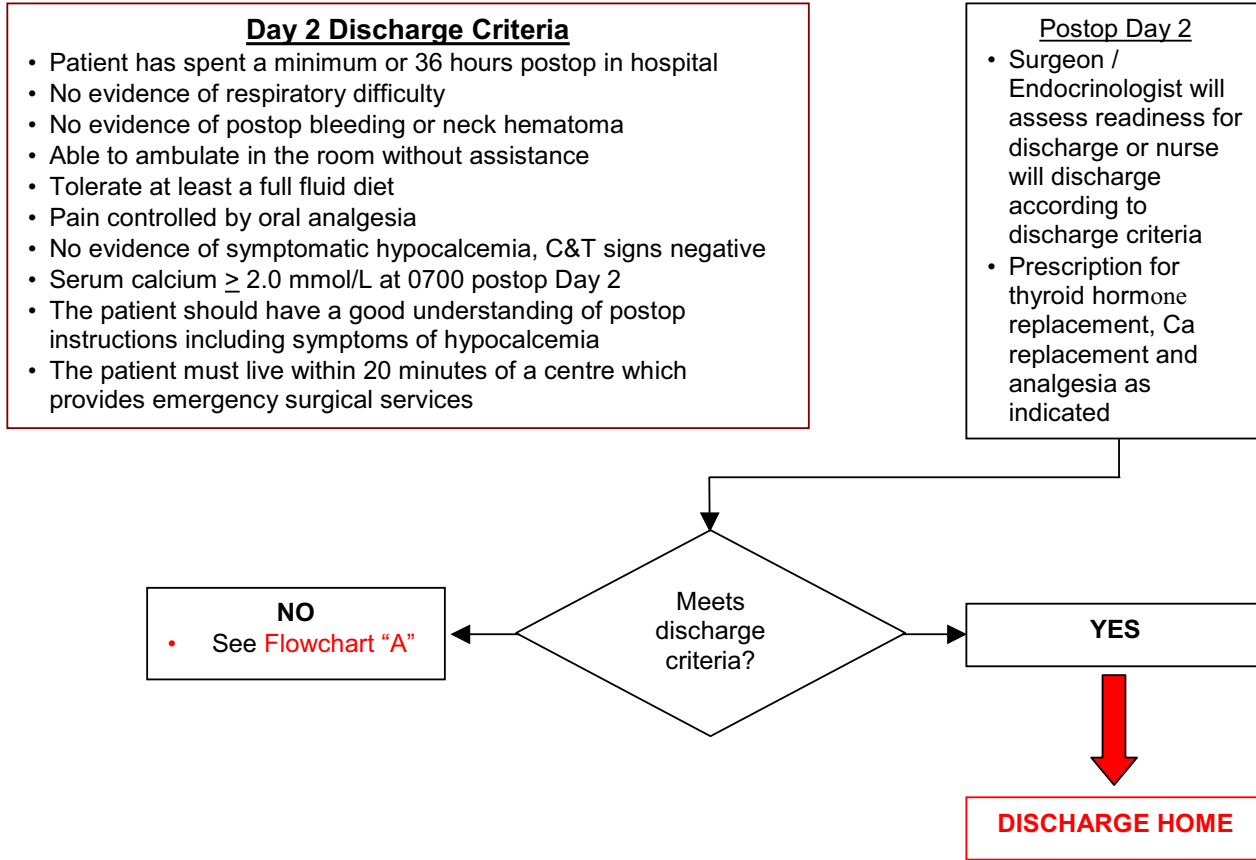 Day 2 Discharge Criteria
• Patient has spent a minimum or 36 hours postop in hospital
• No evidence of respiratory difficulty
• No evidence of postop bleeding or neck hematoma
• Able to ambulate in the room without assistance
• Tolerate at least a full fluid diet
• Pain controlled by oral analgesia
• No evidence of symptomatic hypocalcemia, C&T signs negative
• Serum calcium ≥ 2.0 mmol/L at 0700 postop Day 2
• The patient should have a good understanding of postop
instructions including symptoms of hypocalcemia
• The patient must live within 20 minutes of a centre which
provides emergency surgical services
Postop Day 2
• Surgeon /
Endocrinologist will
assess readiness for
discharge or nurse
will discharge
according to
discharge criteria
• Prescription for
thyroid hormone
replacement, Ca
replacement and
analgesia as
indicated
Meets
discharge
criteria?
NO
• See Flowchart “A”
YES
DISCHARGE HOME